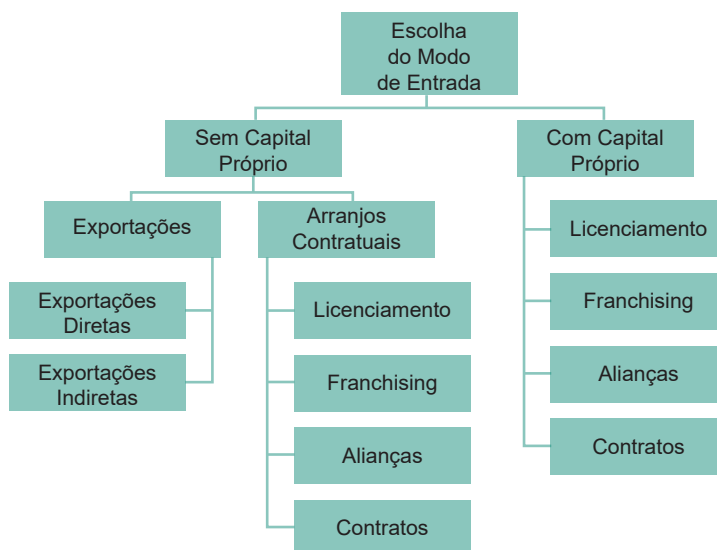 Escolha
do Modo
de Entrada
Sem Capital
Próprio
Com Capital
Próprio
Exportações
Arranjos
Contratuais
Exportações
Diretas
Exportações
Indiretas
Licenciamento
Franchising
Alianças
Contratos
Licenciamento
Franchising
Alianças
Contratos